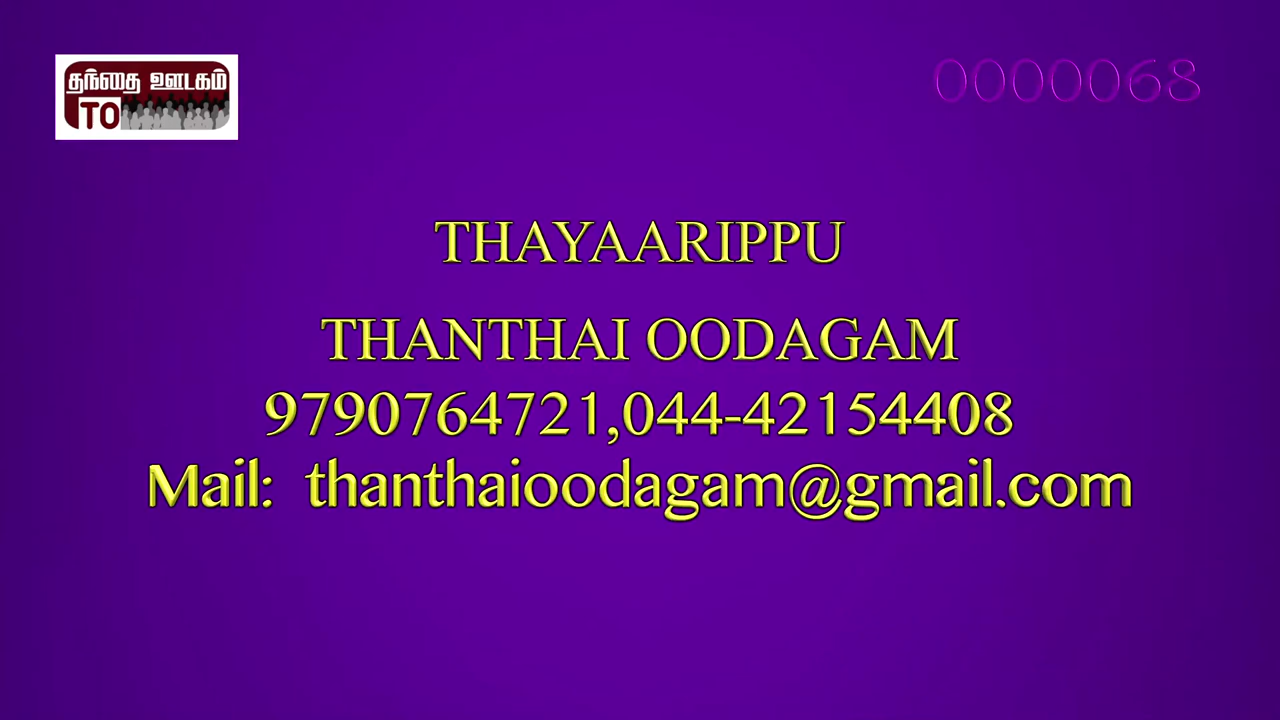 தந்தை ஊடகம்
TO
0000068
THAYAARIPPU
THANTHAI OODAGAM
9790764721,044-42154408
Mail: thanthaioodagam@gmail.com